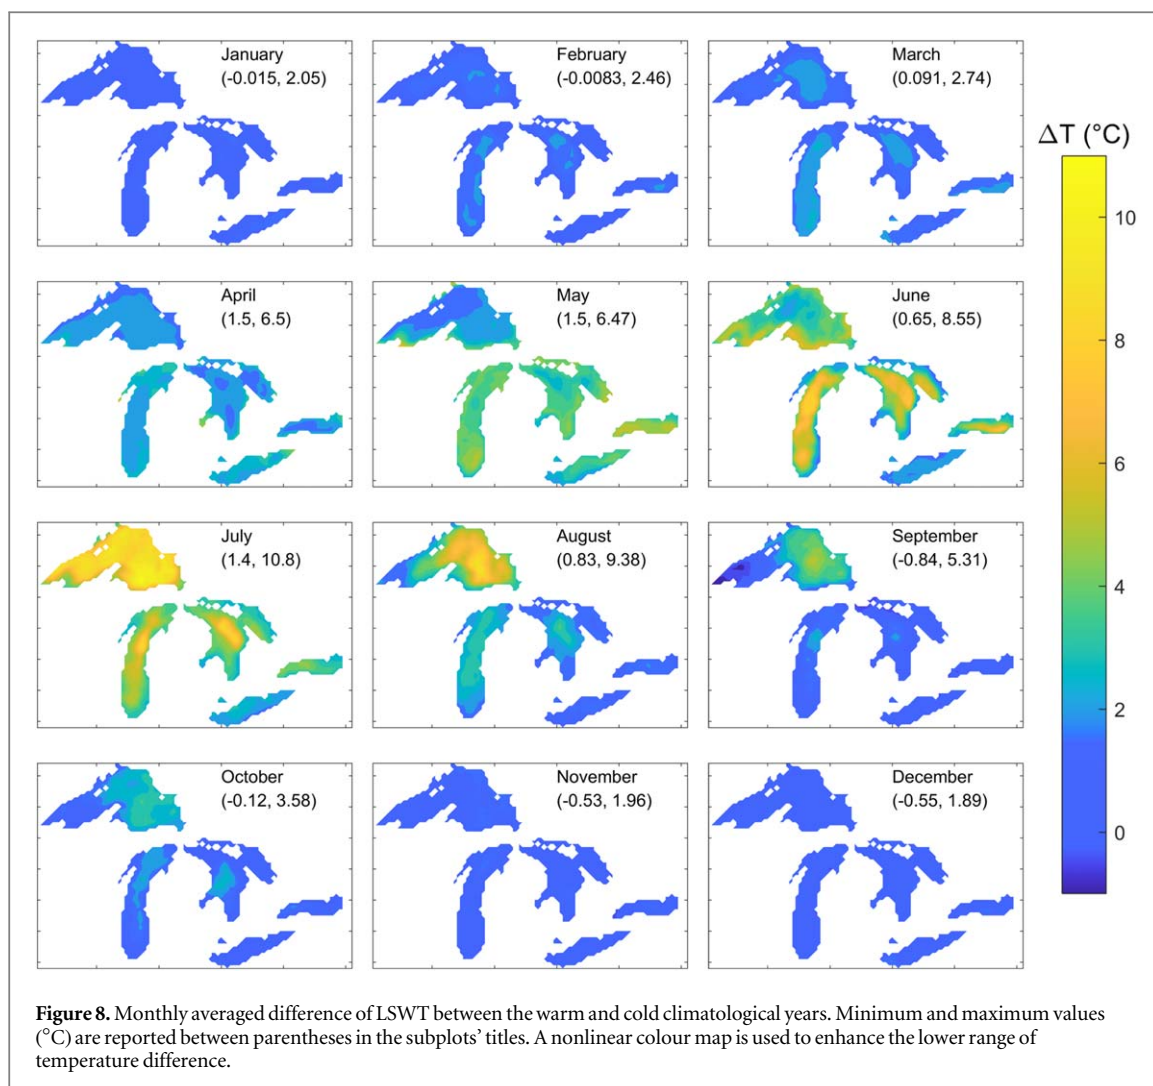 January
(-0.015, 2.05)
February
(-0.0083, 2.46)
March
(0.091, 2.74)
ΔT (°C)
10
8
6
4
2
0
April
(1.5, 6.5)
May
(1.5, 6.47)
June
(0.65, 8.55)
July
(1.4, 10.8)
August
(0.83, 9.38)
September
(-0.84, 5.31)
October
(-0.12, 3.58)
November
(-0.53, 1.96)
December
(-0.55, 1.89)
Figure 8. Monthly averaged difference of LSWT between the warm and cold climatological years. Minimum and maximum values
(°C) are reported between parentheses in the subplots' titles. A nonlinear colour map is used to enhance the lower range of
temperature difference.